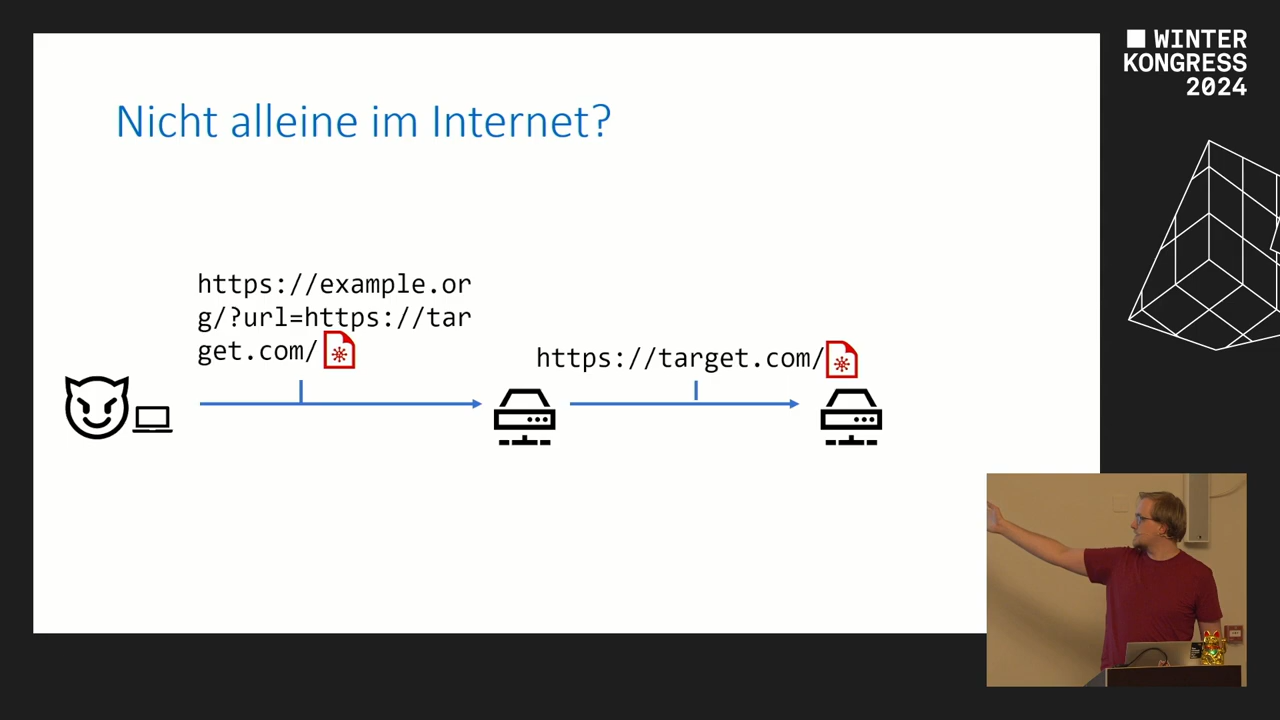 WINTER
KONGRESS
2024
Nicht alleine im Internet?
https://example.or
g/?url=https://tar
get.com/
https://target.com/